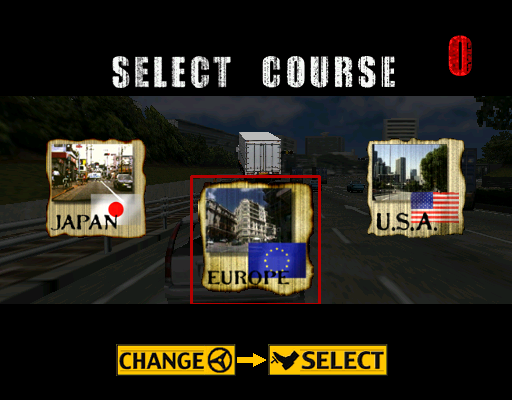 SELECT COURSE
0
JAPAN
EUROPE
U.S.A.
CHANGE
SELECT